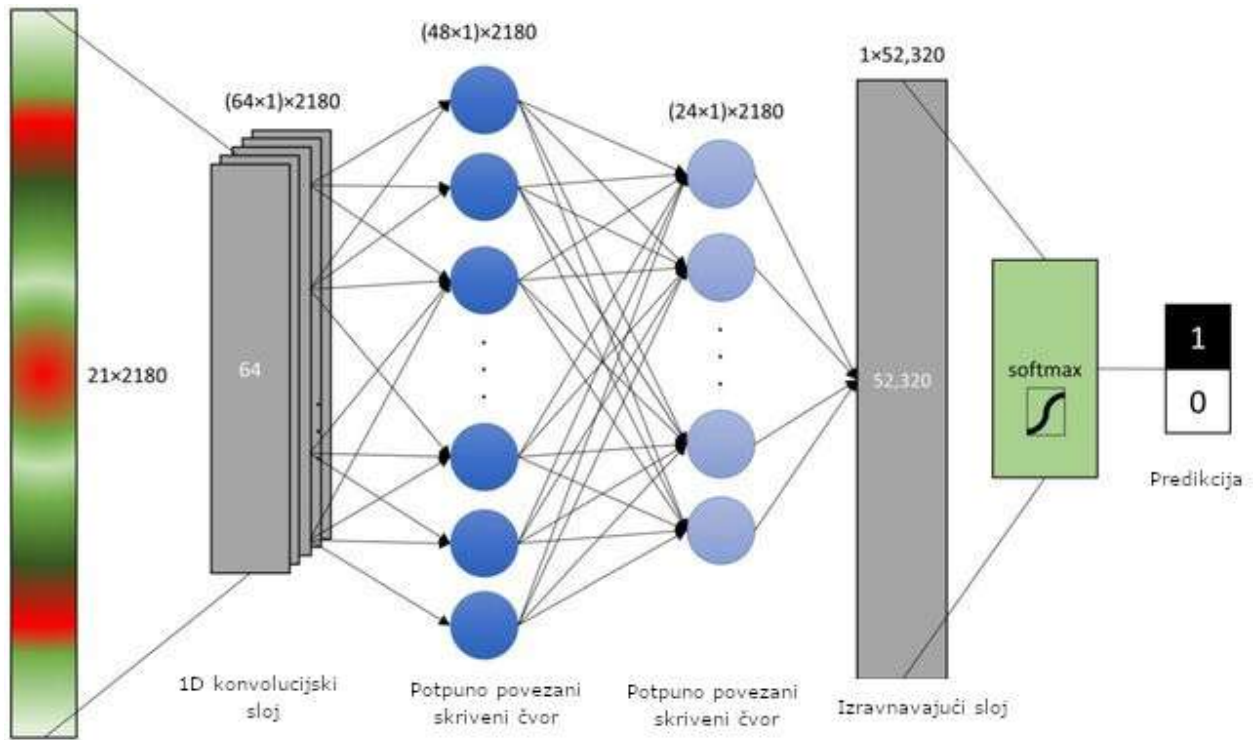 21×2180
(64×1)×2180
64
1D konvolucijski
sloj
(48×1)×2180
Potpuno povezani
skriveni čvor
(24×1)×2180
Potpuno povezani
skriveni čvor
1×52,320
52,320
Izravnavajući sloj
softmax
1
0
Predikcija